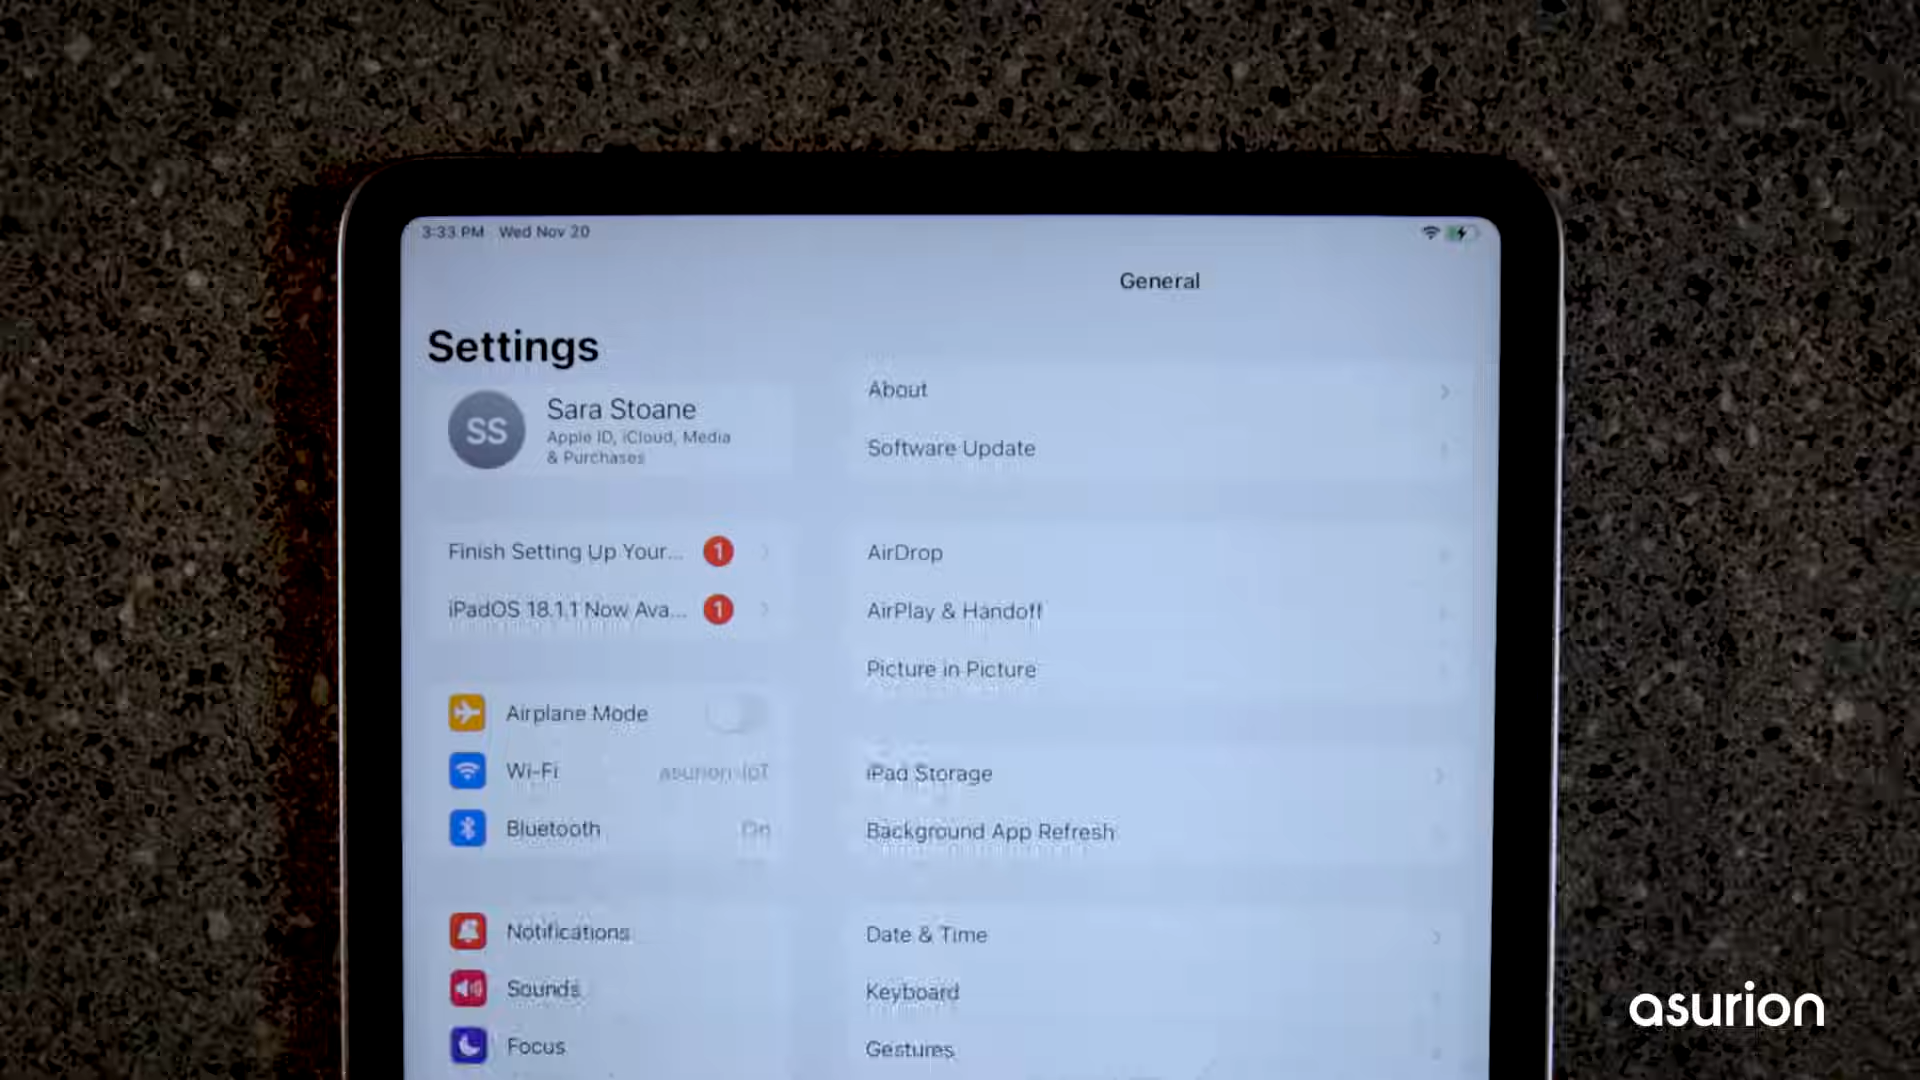 3:33 PM Wed Nov 20
General
Settings
SS
Sara Stoane
Apple ID, iCloud, Media
& Purchases
Finish Setting Up Your... 1
iPadOS 18.1.1 Now Ava... 1
Airplane Mode
Wi-Fi asurion-IoT
Bluetooth On
Notifications
Sounds
Focus
About
Software Update
AirDrop
AirPlay & Handoff
Picture in Picture
iPad Storage
Background App Refresh
Date & Time
Keyboard
Gestures
asurion